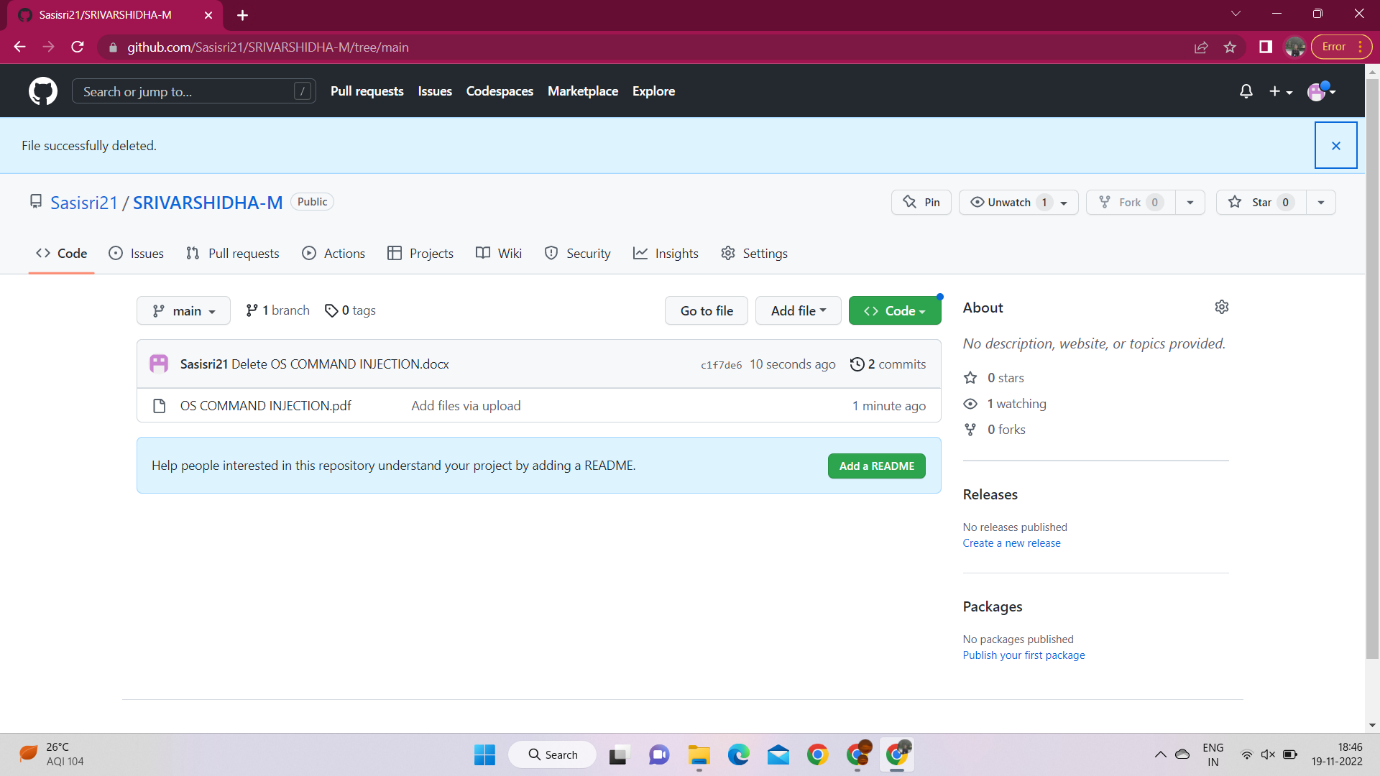 Sasisri21/SRIVARSHIDHA-M
github.com/Sasisri21/SRIVARSHIDHA-M/tree/main
Error
Search or jump to...
/
Pull requests
Issues
Codespaces
Marketplace
Explore
File successfully deleted.
Sasisri21 / SRIVARSHIDHA-M
Public
Pin
Unwatch 1
Fork 0
Star 0
Code
Issues
Pull requests
Actions
Projects
Wiki
Security
Insights
Settings
main
1 branch
0 tags
Go to file
Add file
Code
Sasisri21 Delete OS COMMAND INJECTION.docx
c1f7de6 10 seconds ago
2 commits
OS COMMAND INJECTION.pdf
Add files via upload
1 minute ago
Help people interested in this repository understand your project by adding a README.
Add a README
About
No description, website, or topics provided.
0 stars
1 watching
0 forks
Releases
No releases published
Create a new release
Packages
No packages published
Publish your first package
26°C
AQI 104
Search
ENG
IN
18:46
19-11-2022